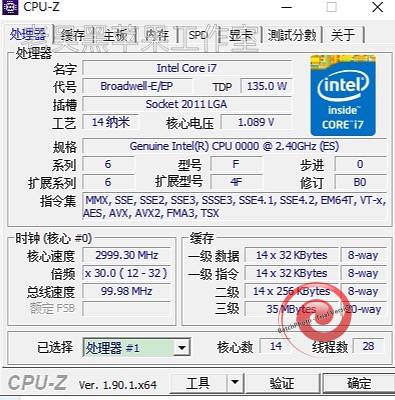 CPU-Z
处理器 缓存 主板 内存 SPD 显卡 測試分數 关于
名字 Intel Core i7
代号 Broadwell-E/EP TDP 135.0 W
插槽 Socket 2011 LGA
工艺 14 纳米 核心电压 1.089 V
规格 Genuine Intel(R) CPU 0000 @ 2.40GHz (ES)
系列 6 型号 F 步进 0
扩展系列 6 扩展型号 4F 修订 B0
指令集 MMX, SSE, SSE2, SSE3, SSSE3, SSE4.1, SSE4.2, EM64T, VT-x,
AES, AVX, AVX2, FMA3, TSX
intel
inside™
CORE™ i7
时钟 (核心 #0)
核心速度 2999.30 MHz
倍频 x 30.0 ( 12 - 32 )
总线速度 99.98 MHz
额定 FSB
缓存
一级 数据 14 x 32 KBytes 8-way
一级 指令 14 x 32 KBytes 8-way
二级 14 x 256 KBytes 8-way
三级 35 MBytes 20-way
已选择 处理器 #1 核心数 14 线程数 28
CPU-Z Ver. 1.90.1.x64 工具 验证 确定